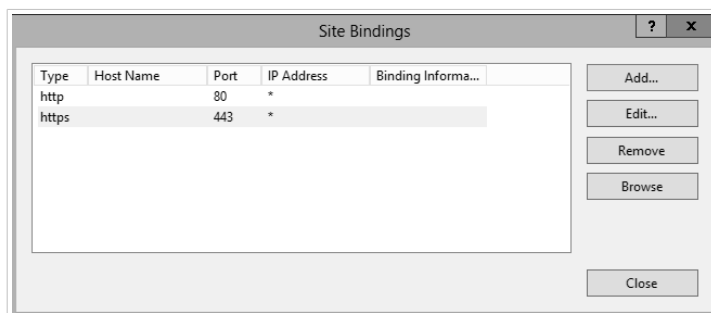 Site Bindings
? x
Type Host Name Port IP Address Binding Informa...
http 80 *
https 443 *
Add...
Edit...
Remove
Browse
Close